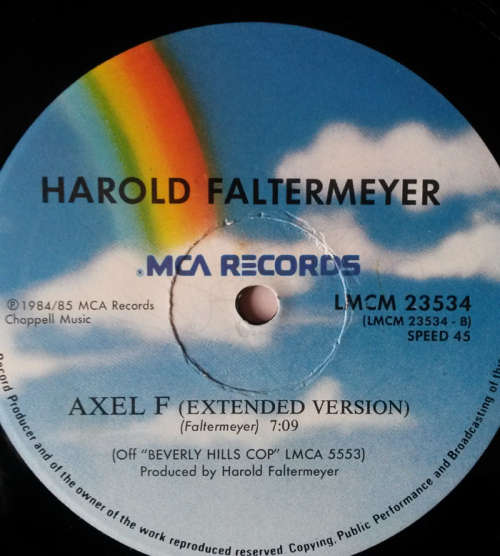 HAROLD FALTERMEYER
MCA RECORDS
℗ 1984/85 MCA Records
Chappell Music
LMCM 23534
(LMCM 23534 - B)
SPEED 45
AXEL F (EXTENDED VERSION)
(Faltermeyer) 7:09
(Off "BEVERLY HILLS COP" LMCA 5553)
Produced by Harold Faltermeyer
Record Producer and of the owner of the work reproduced reserved Copying, Public Performance and Broadcasting of this